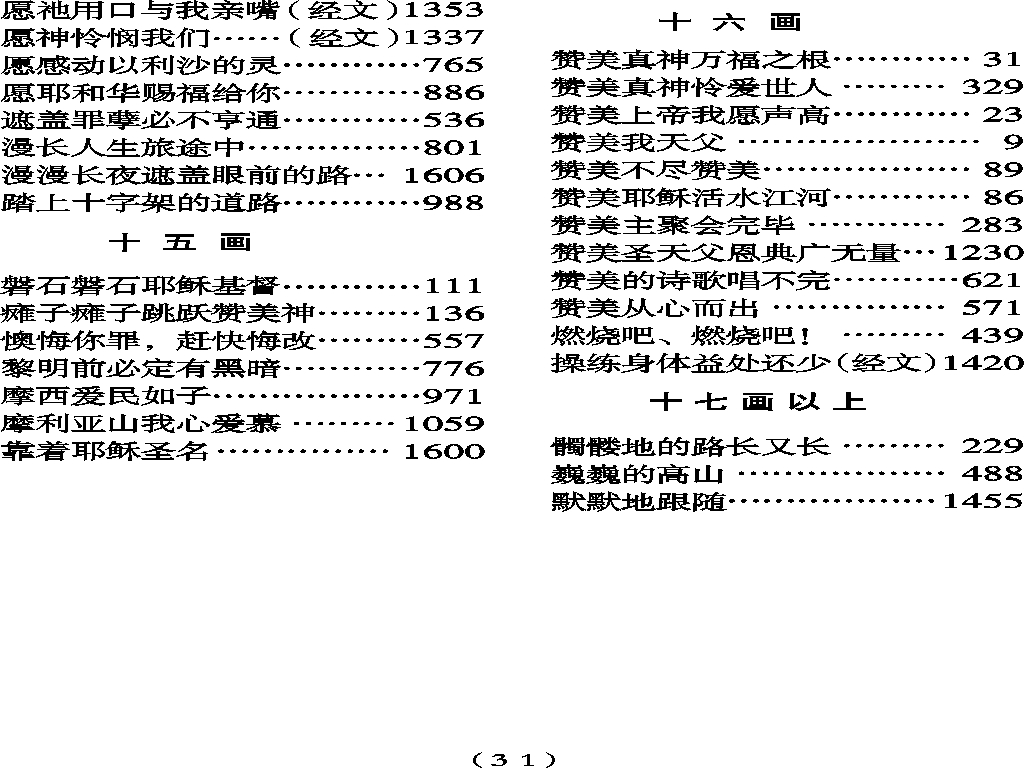 愿祂用口与我亲嘴(经文)1353
愿神怜悯我们……(经文)1337
愿感动以利沙的灵…………765
愿耶和华赐福给你…………886
遮盖罪孽必不亨通…………536
漫长人生旅途中……………801
漫漫长夜遮盖眼前的路… 1606
踏上十字架的道路…………988
十 五 画
磐石磐石耶稣基督…………111
瘫子瘫子跳跃赞美神………136
懊悔你罪，赶快悔改………557
黎明前必定有黑暗…………776
摩西爱民如子………………971
摩利亚山我心爱慕 ……… 1059
靠着耶稣圣名 …………… 1600
十 六 画
赞美真神万福之根………… 31
赞美真神怜爱世人 ……… 329
赞美上帝我愿声高………… 23
赞美我天父 ………………… 9
赞美不尽赞美……………… 89
赞美耶稣活水江河………… 86
赞美主聚会完毕 ………… 283
赞美圣天父恩典广无量…1230
赞美的诗歌唱不完…………621
赞美从心而出 …………… 571
燃烧吧、燃烧吧！ ……… 439
操练身体益处还少(经文)1420
十 七 画 以 上
髑髅地的路长又长 ……… 229
巍巍的高山 ……………… 488
默默地跟随………………1455
(31)